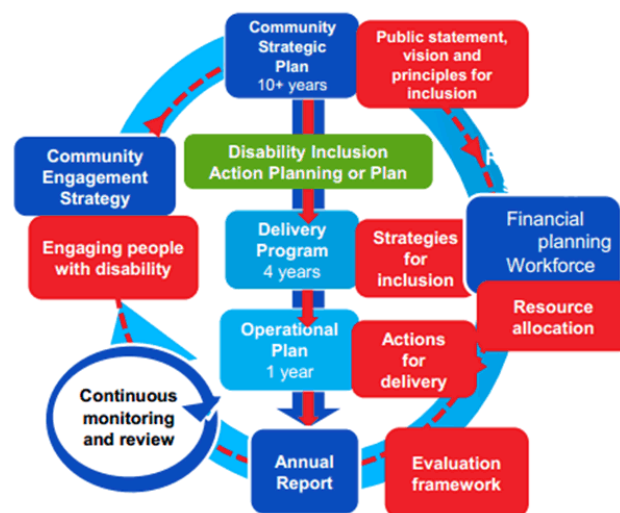 Community
Strategic
Plan
10+ years
Public statement,
vision and
principles for
inclusion
Community
Engagement
Strategy
Disability Inclusion
Action Planning or Plan
Engaging people
with disability
Delivery
Program
4 years
Strategies
for
inclusion
Financial
planning
Workforce
Resource
allocation
Operational
Plan
1 year
Actions
for
delivery
Continuous
monitoring
and review
Annual
Report
Evaluation
framework